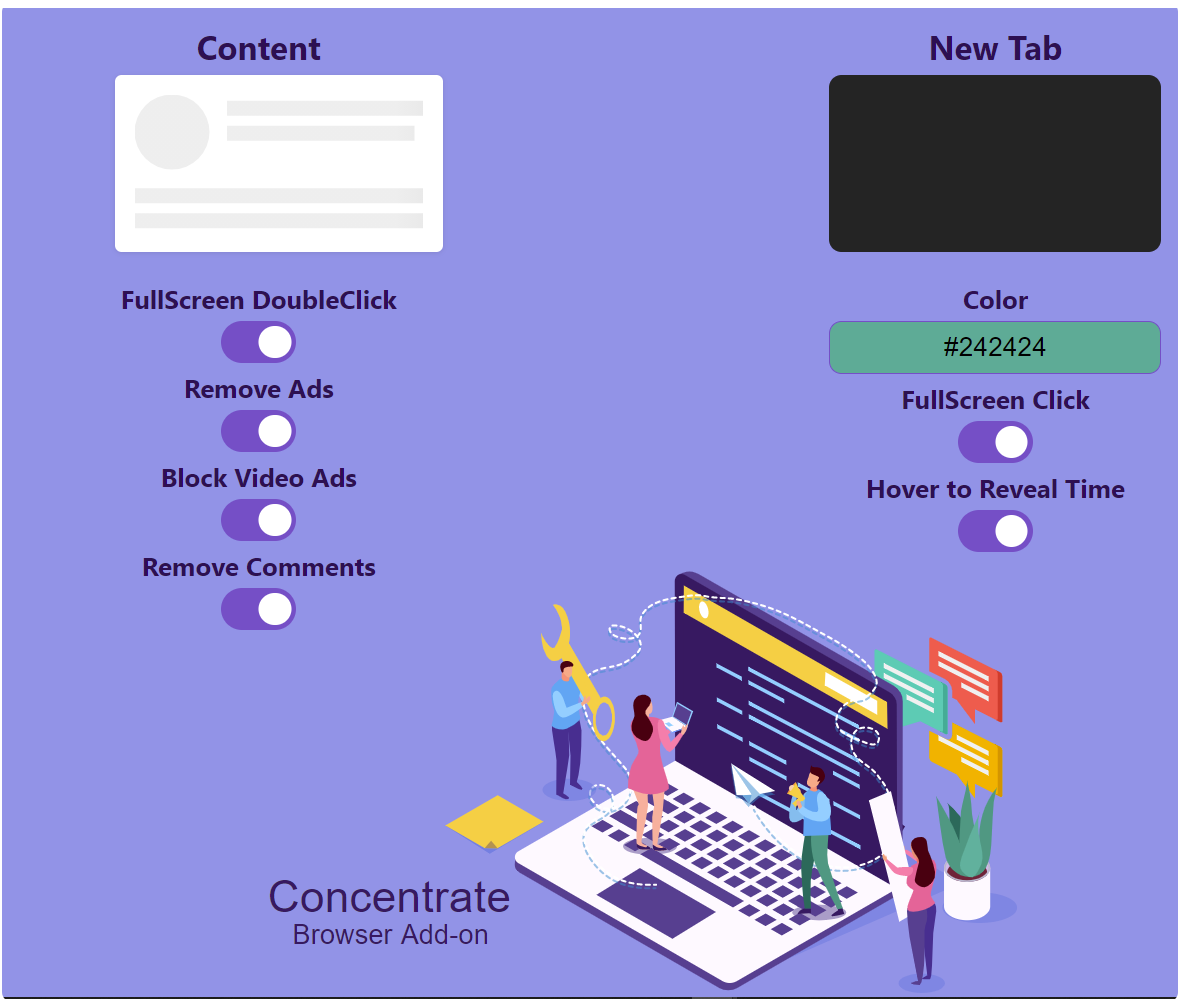 Content
FullScreen DoubleClick
Remove Ads
Block Video Ads
Remove Comments
New Tab
Color
#242424
FullScreen Click
Hover to Reveal Time
Concentrate
Browser Add-on